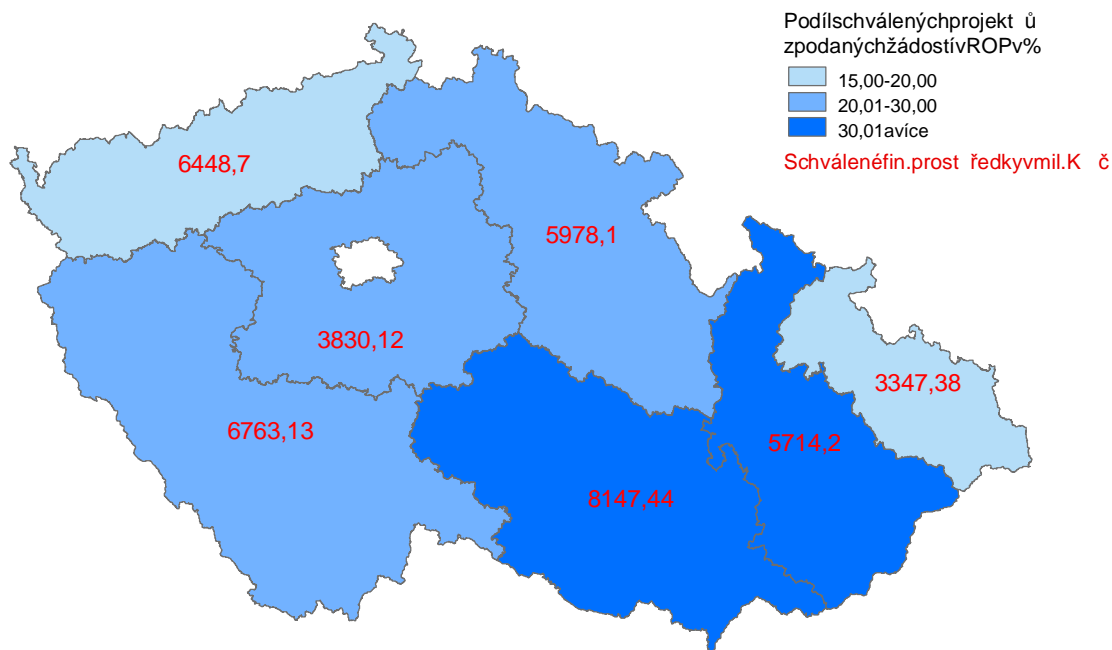 Podílschválenýchprojekt ů
zpodanýchžádostívROPv%
15,00-20,00
20,01-30,00
30,01avíce
Schválenéfin.prost ředkyvmil.K č
6448,7
5978,1
3830,12
3347,38
6763,13
5714,2
8147,44